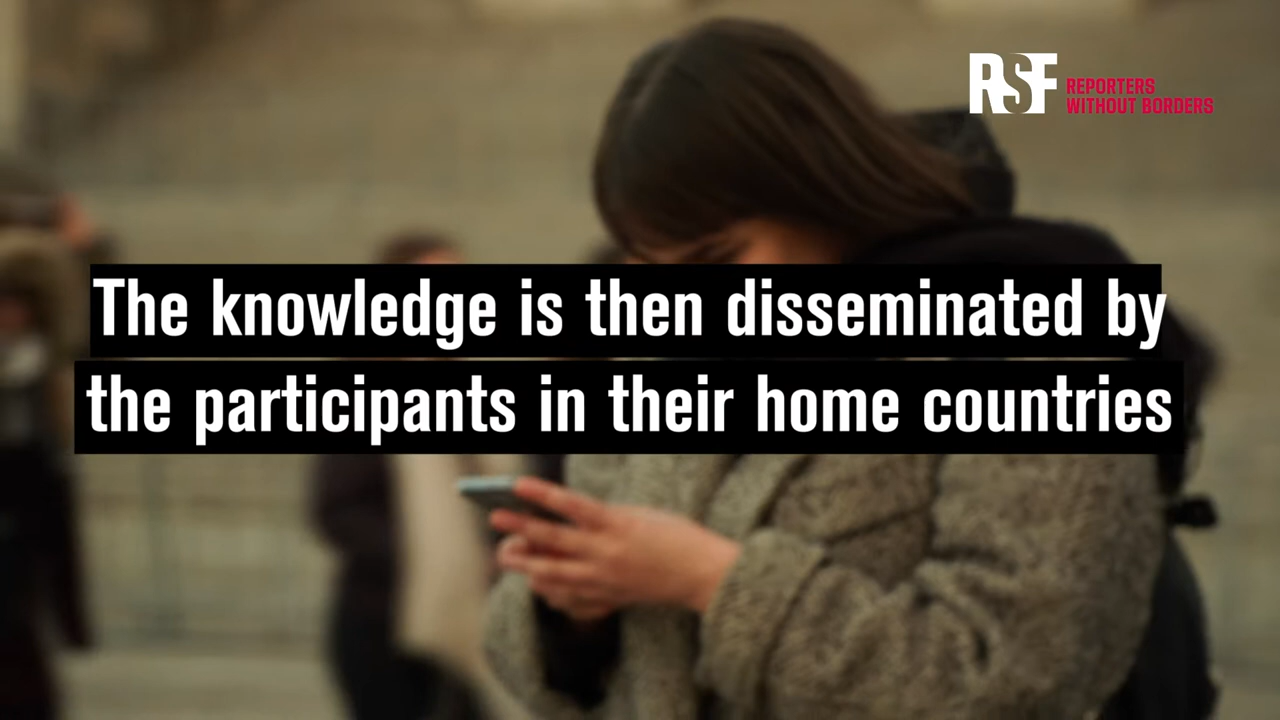 RSF REPORTERS
WITHOUT BORDERS
The knowledge is then disseminated by
the participants in their home countries